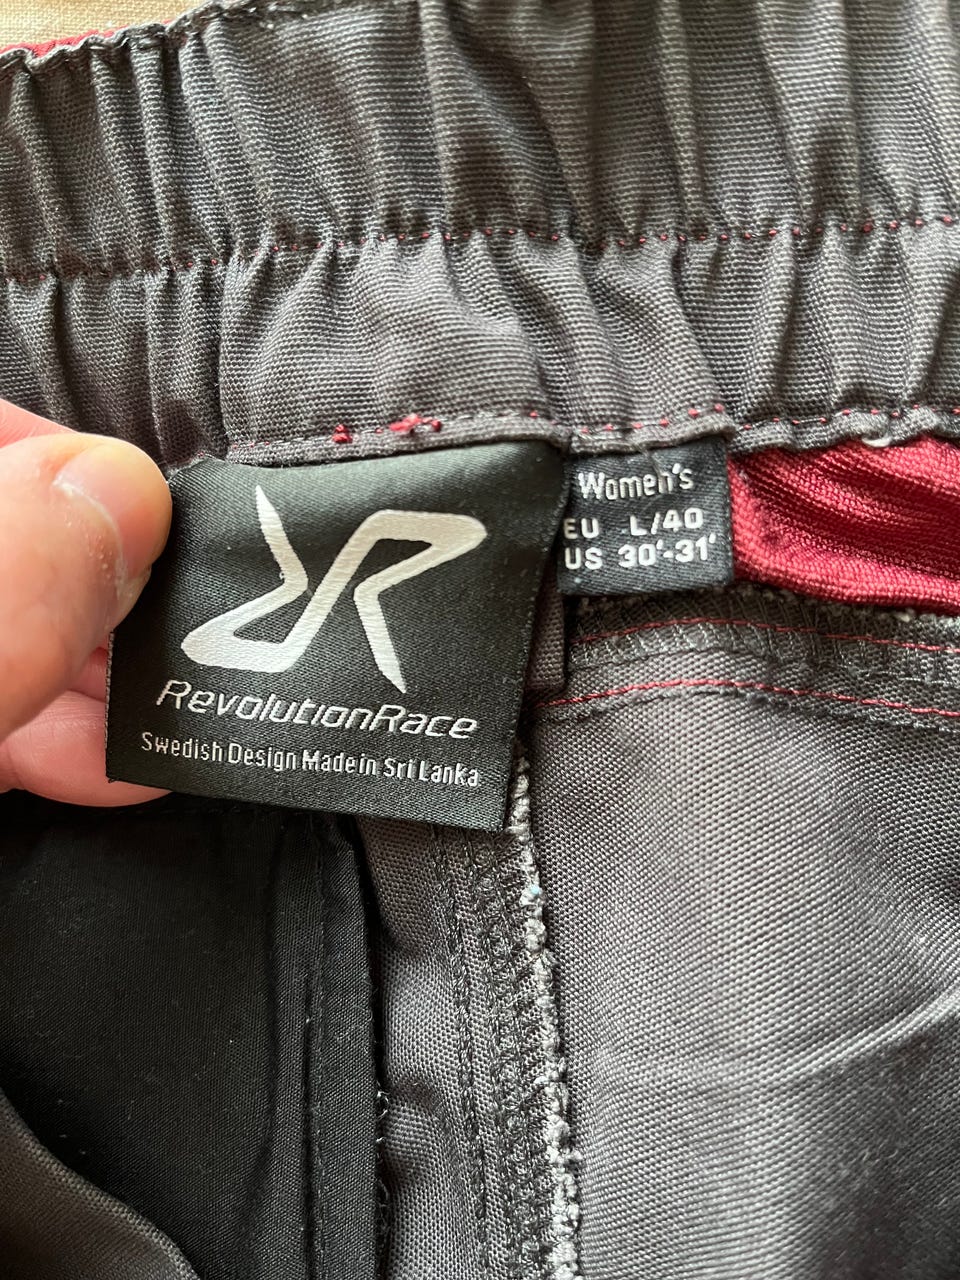 RevolutionRace
Swedish Design Made in Sri Lanka
Women's
EU L/40
US 30'-31'